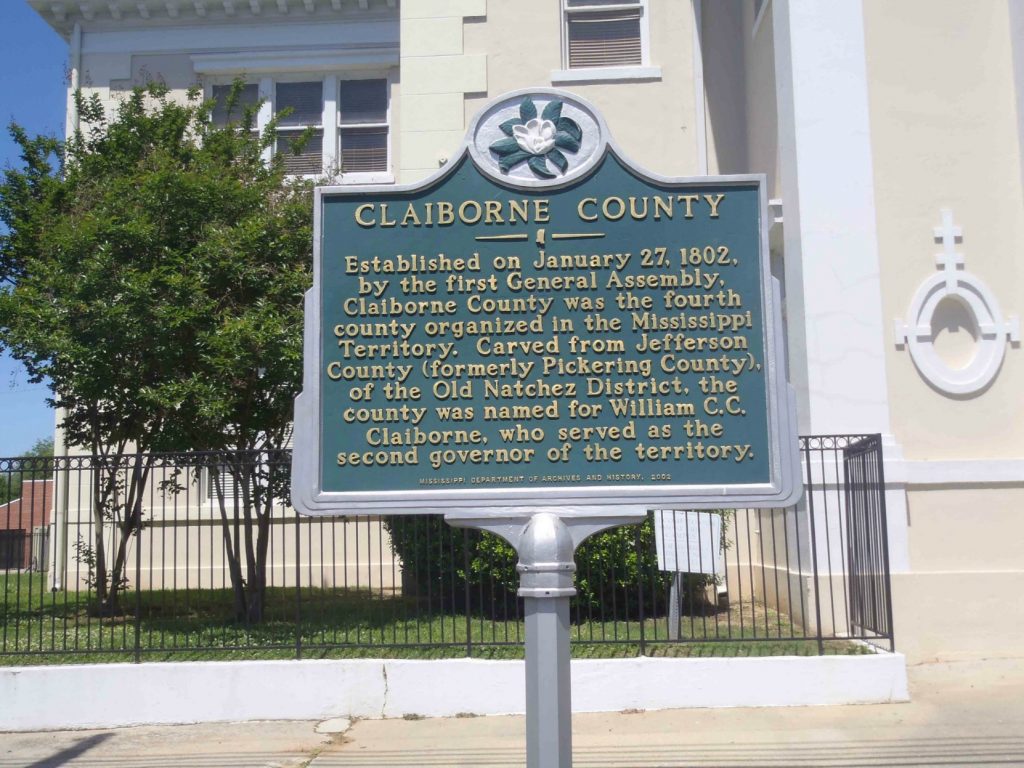 CLAIBORNE COUNTY
Established on January 27, 1802,
by the first General Assembly,
Claiborne County was the fourth
county organized in the Mississippi
Territory. Carved from Jefferson
County (formerly Pickering County),
of the Old Natchez District, the
county was named for William C.C.
Claiborne, who served as the
second governor of the territory.
MISSISSIPPI DEPARTMENT OF ARCHIVES AND HISTORY, 2002